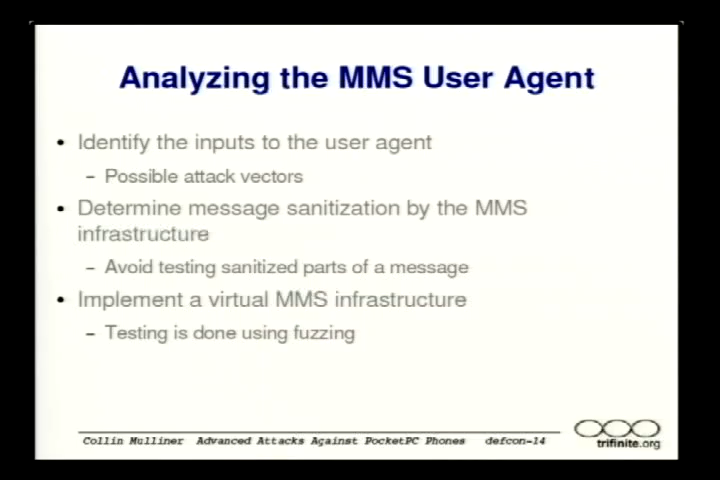 Analyzing the MMS User Agent
• Identify the inputs to the user agent
– Possible attack vectors
• Determine message sanitization by the MMS
infrastructure
– Avoid testing sanitized parts of a message
• Implement a virtual MMS infrastructure
– Testing is done using fuzzing
Collin Mulliner Advanced Attacks Against PocketPC Phones defcon-14
trifinite.org